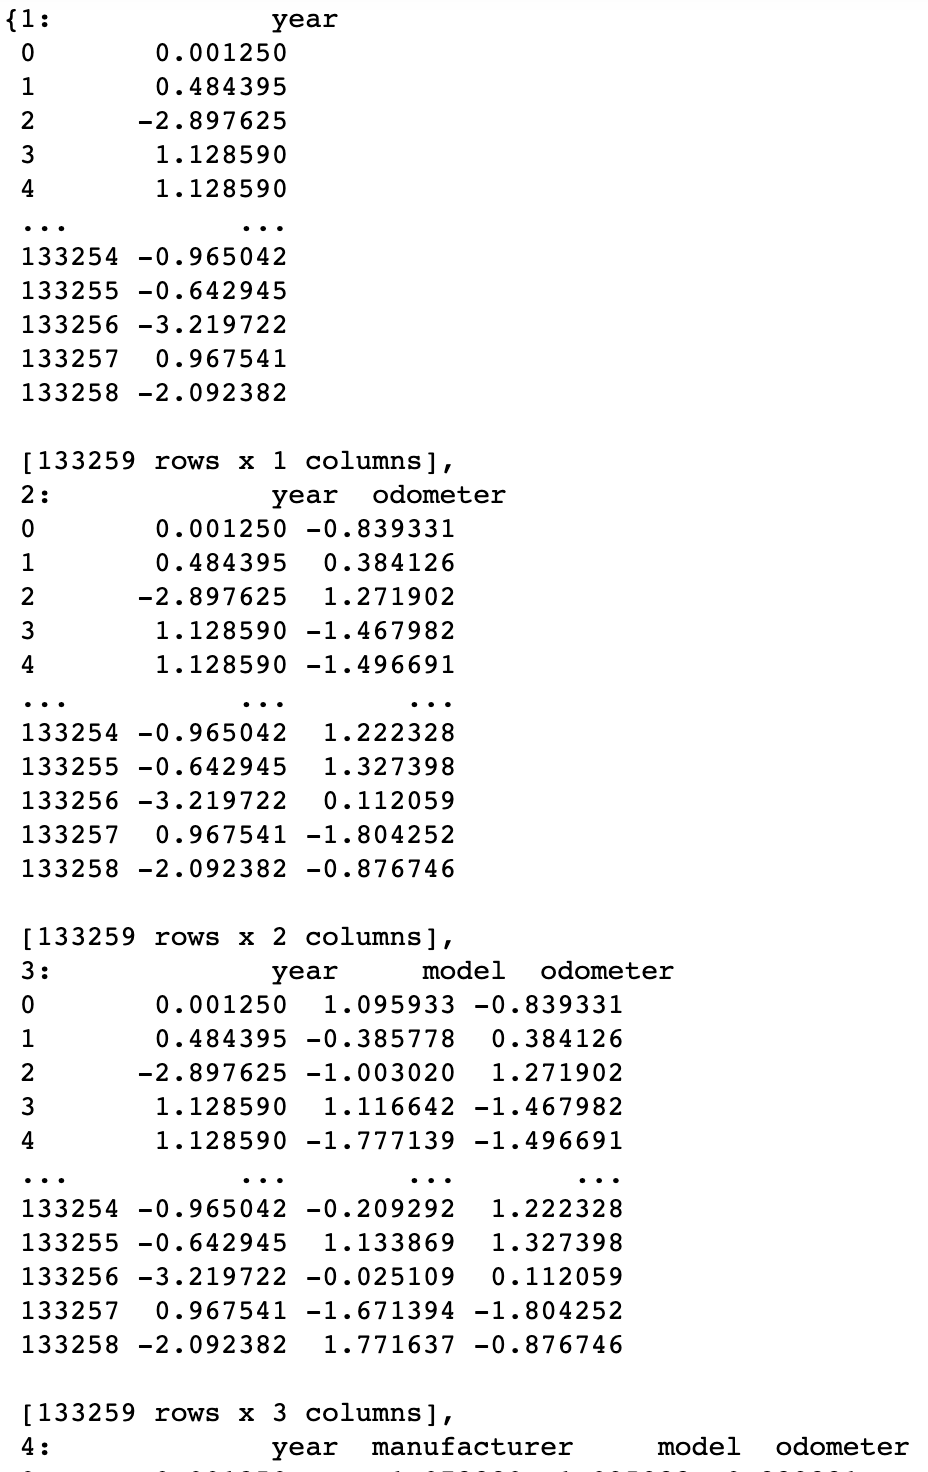 {1:             year
0       0.001250
1       0.484395
2      -2.897625
3       1.128590
4       1.128590
...          ...
133254 -0.965042
133255 -0.642945
133256 -3.219722
133257  0.967541
133258 -2.092382
[133259 rows x 1 columns],
2:             year  odometer
0       0.001250 -0.839331
1       0.484395  0.384126
2      -2.897625  1.271902
3       1.128590 -1.467982
4       1.128590 -1.496691
...          ...       ...
133254 -0.965042  1.222328
133255 -0.642945  1.327398
133256 -3.219722  0.112059
133257  0.967541 -1.804252
133258 -2.092382 -0.876746
[133259 rows x 2 columns],
3:             year     model  odometer
0       0.001250  1.095933 -0.839331
1       0.484395 -0.385778  0.384126
2      -2.897625 -1.003020  1.271902
3       1.128590  1.116642 -1.467982
4       1.128590 -1.777139 -1.496691
...          ...       ...       ...
133254 -0.965042 -0.209292  1.222328
133255 -0.642945  1.133869  1.327398
133256 -3.219722 -0.025109  0.112059
133257  0.967541 -1.671394 -1.804252
133258 -2.092382  1.771637 -0.876746
[133259 rows x 3 columns],
4:             year  manufacturer     model  odometer